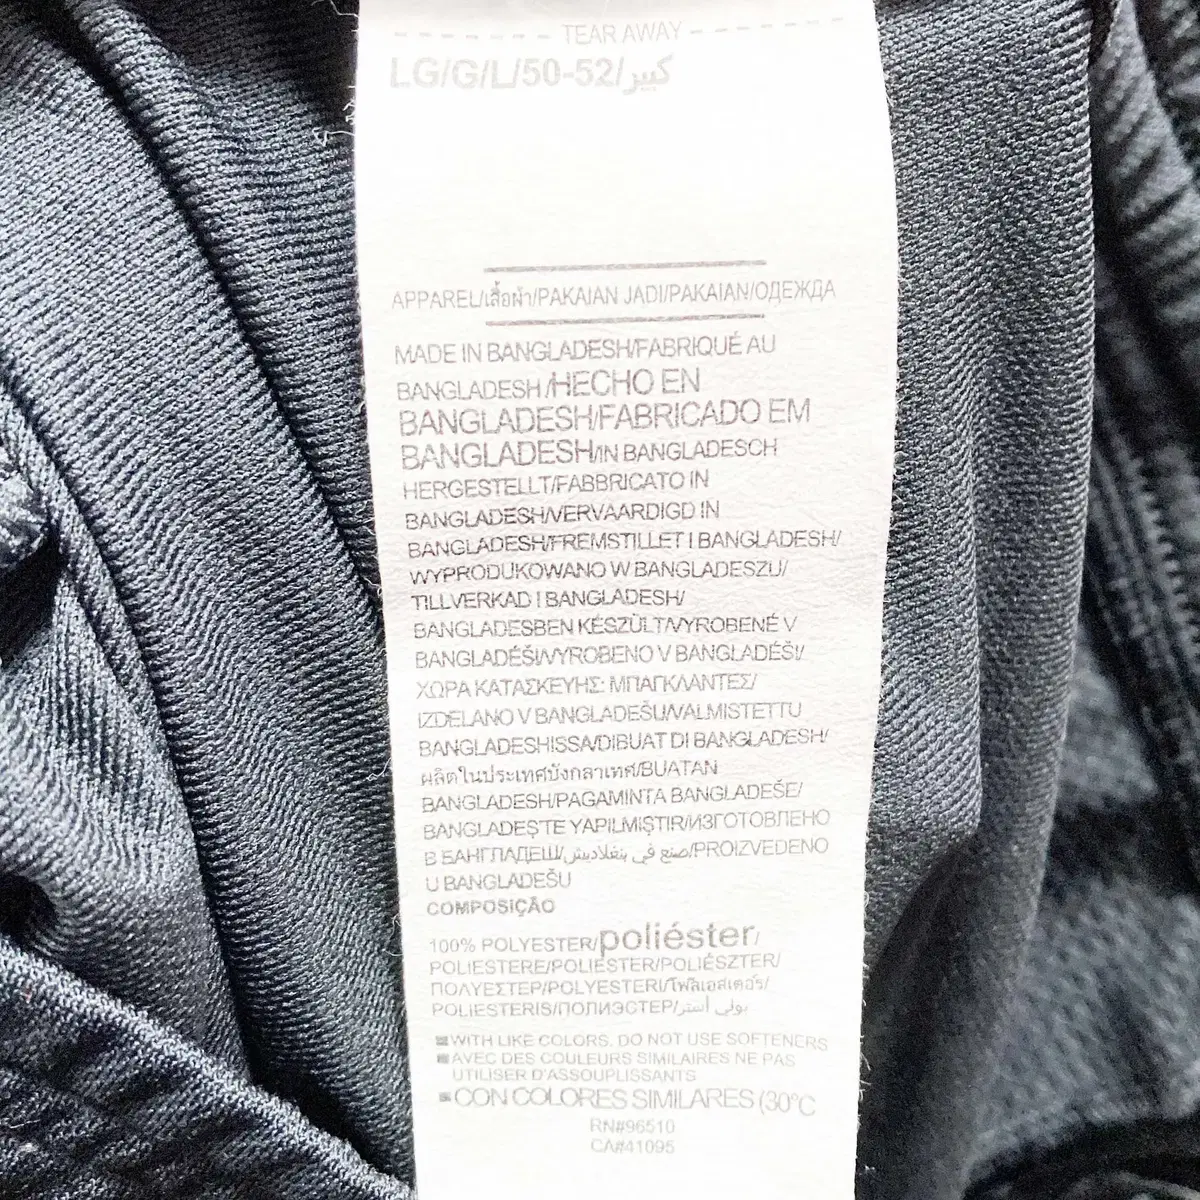 TEAR AWAY
LG/G/L/50-52/كبير
APPAREL/เสื้อผ้า/PAKAIAN JADI/PAKAIAN/ОДЕЖДА
MADE IN BANGLADESH/FABRIQUÉ AU
BANGLADESH/HECHO EN
BANGLADESH/FABRICADO EM
BANGLADESH/IN BANGLADESCH
HERGESTELLT/FABBRICATO IN
BANGLADESH/VERVAARDIGD IN
BANGLADESH/FREMSTILLET I BANGLADESH/
WYPRODUKOWANO W BANGLADESZU/
TILLVERKAD I BANGLADESH/
BANGLADESBEN KÉSZÜLT/VYROBENÉ V
BANGLADÉŠI/VYROBENO V BANGLADÉŠI/
ΧΩΡΑ ΚΑΤΑΣΚΕΥΗΣ: ΜΠΑΓΚΛΑΝΤΕΣ/
IZDELANO V BANGLADEŠU/VALMISTETTU
BANGLADESHISSA/DIBUAT DI BANGLADESH/
ผลิตในประเทศบังกลาเทศ/BUATAN
BANGLADESH/PAGAMINTA BANGLADEŠE/
BANGLADEŞTE YAPILMIŞTIR/ИЗГОТОВЛЕНО
В БАНГЛАДЕШ/صنع في بنغلاديش/PROIZVEDENO
U BANGLADEŠU
COMPOSIÇÃO
100% POLYESTER/poliéster/
POLIESTERE/POLIESTER/POLIÉSZTER/
ΠΟΛΥΕΣΤΕΡ/POLYESTERI/โพลีเอสเตอร์/
POLIESTERIS/ПОЛИЭСТЕР/بولي أستر
WITH LIKE COLORS. DO NOT USE SOFTENERS
AVEC DES COULEURS SIMILAIRES NE PAS
UTILISER D'ASSOUPLISSANTS
CON COLORES SIMILARES (30°C
RN#96510
CA#41095